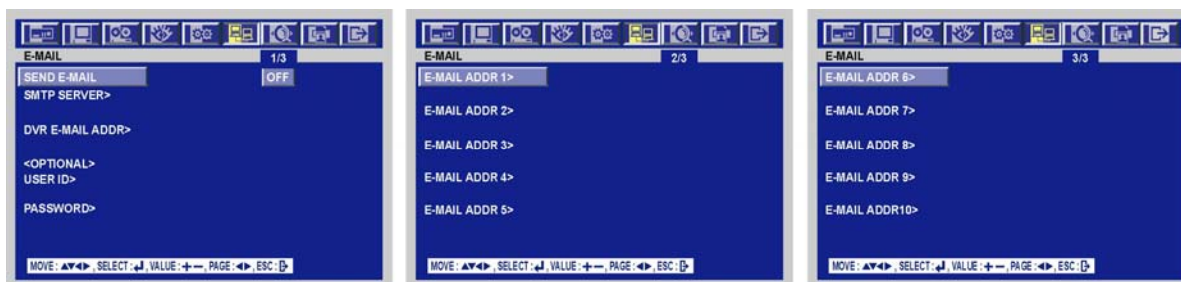 E-MAIL 1/3
SEND E-MAIL OFF
SMTP SERVER>
DVR E-MAIL ADDR>
<OPTIONAL>
USER ID>
PASSWORD>
MOVE : ▲▼◀▶ , SELECT : ↵ , VALUE : + − , PAGE : ◀▶ , ESC :
E-MAIL 2/3
E-MAIL ADDR 1>
E-MAIL ADDR 2>
E-MAIL ADDR 3>
E-MAIL ADDR 4>
E-MAIL ADDR 5>
MOVE : ▲▼◀▶ , SELECT : ↵ , VALUE : + − , PAGE : ◀▶ , ESC :
E-MAIL 3/3
E-MAIL ADDR 6>
E-MAIL ADDR 7>
E-MAIL ADDR 8>
E-MAIL ADDR 9>
E-MAIL ADDR10>
MOVE : ▲▼◀▶ , SELECT : ↵ , VALUE : + − , PAGE : ◀▶ , ESC :